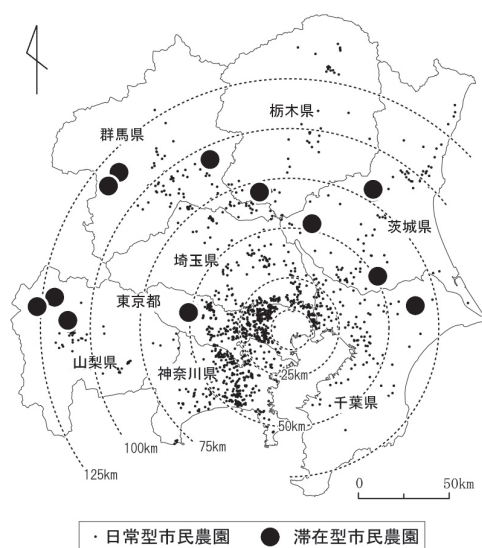 栃木県
群馬県
茨城県
埼玉県
東京都
山梨県
神奈川県
25km
千葉県
50km
100km
75km
125km
0 50km
・日常型市民農園 ● 滞在型市民農園